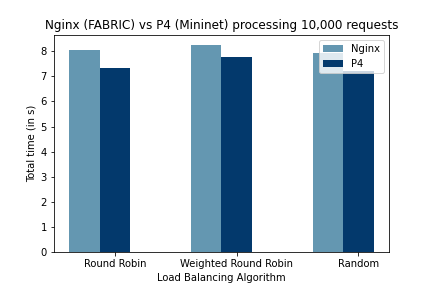 Nginx (FABRIC) vs P4 (Mininet) processing 10,000 requests
Nginx
P4
Total time (in s)
8
7
6
5
4
3
2
1
0
Round Robin
Weighted Round Robin
Random
Load Balancing Algorithm